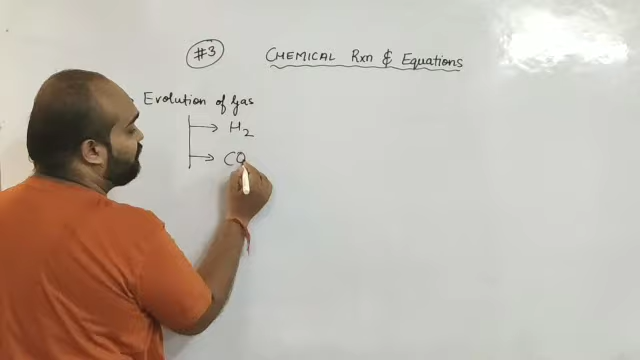 #3
CHEMICAL Rxn & Equations
Evolution of gas
→ H2
→ CO